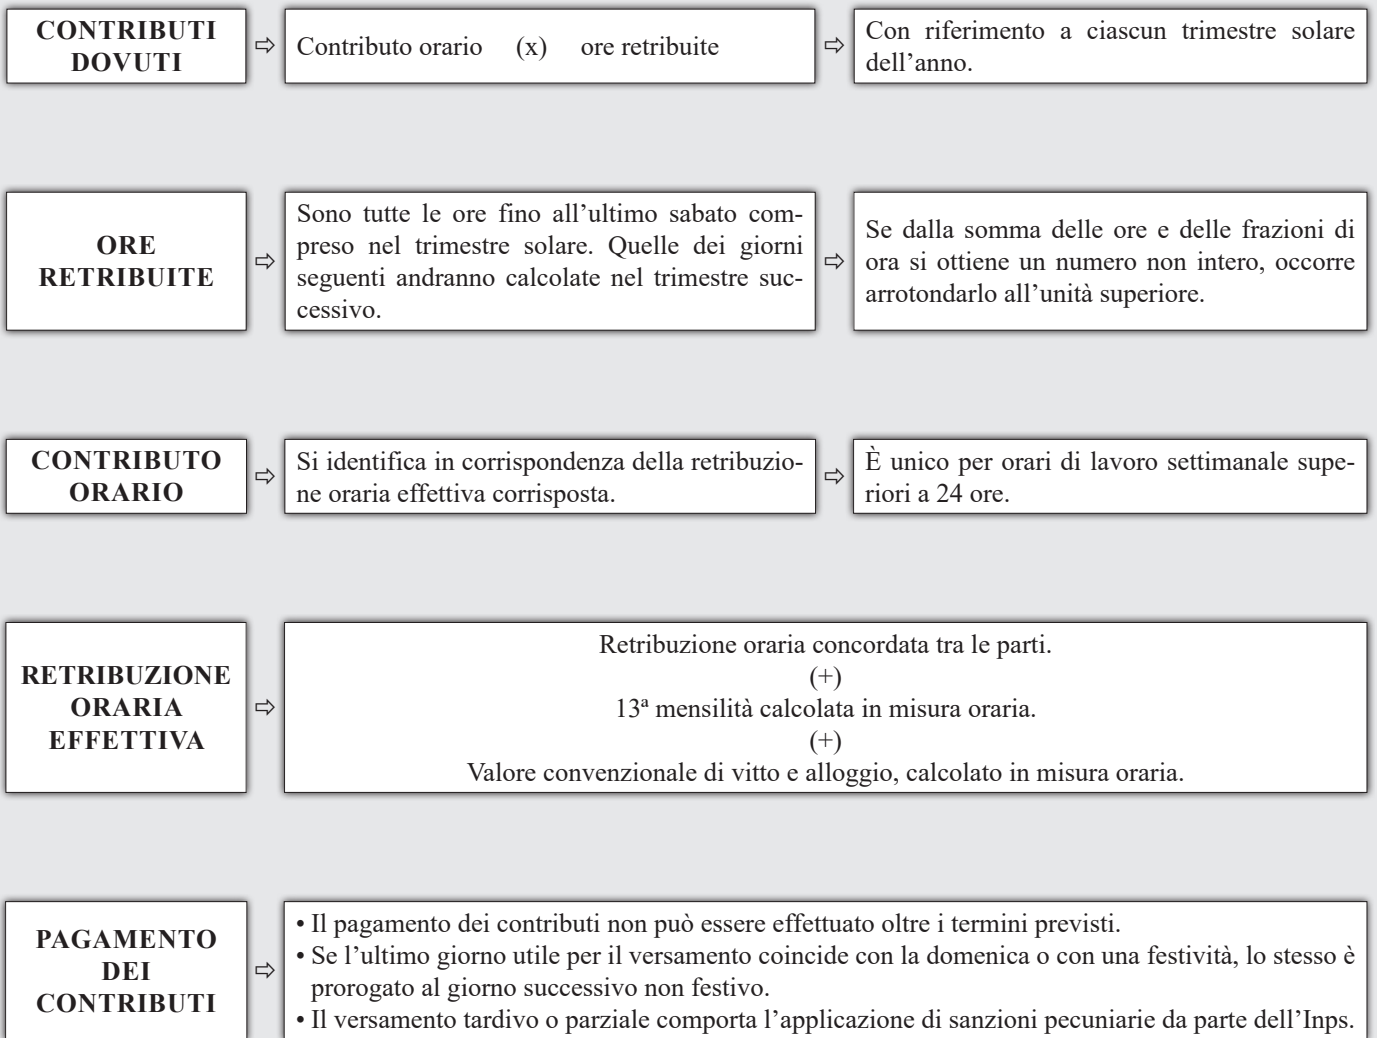 CONTRIBUTI
DOVUTI
⇨
Contributo orario (x) ore retribuite
⇨
Con riferimento a ciascun trimestre solare
dell’anno.
ORE
RETRIBUITE
⇨
Sono tutte le ore fino all’ultimo sabato com-
preso nel trimestre solare. Quelle dei giorni
seguenti andranno calcolate nel trimestre suc-
cessivo.
⇨
Se dalla somma delle ore e delle frazioni di
ora si ottiene un numero non intero, occorre
arrotondarlo all’unità superiore.
CONTRIBUTO
ORARIO
⇨
Si identifica in corrispondenza della retribuzio-
ne oraria effettiva corrisposta.
⇨
È unico per orari di lavoro settimanale supe-
riori a 24 ore.
RETRIBUZIONE
ORARIA
EFFETTIVA
⇨
Retribuzione oraria concordata tra le parti.
(+)
13ª mensilità calcolata in misura oraria.
(+)
Valore convenzionale di vitto e alloggio, calcolato in misura oraria.
PAGAMENTO
DEI
CONTRIBUTI
⇨
• Il pagamento dei contributi non può essere effettuato oltre i termini previsti.
• Se l’ultimo giorno utile per il versamento coincide con la domenica o con una festività, lo stesso è
prorogato al giorno successivo non festivo.
• Il versamento tardivo o parziale comporta l’applicazione di sanzioni pecuniarie da parte dell’Inps.